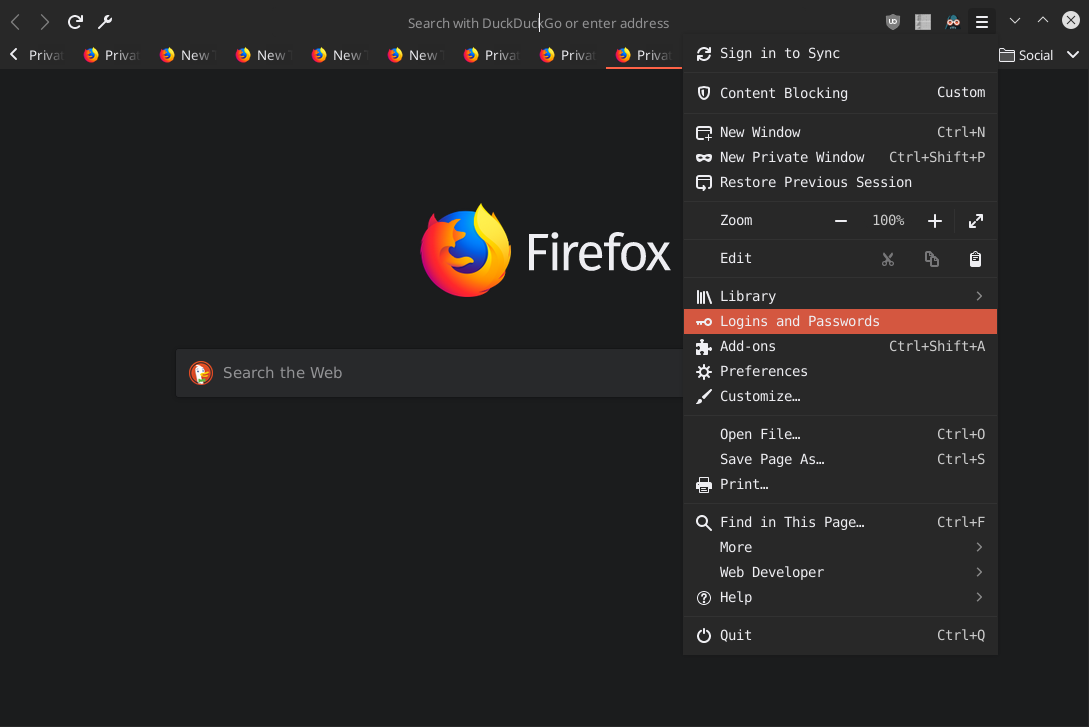 Search with DuckDuckGo or enter address
Privat Privat New T New T New T New T Privat Privat Privat Social
Sign in to Sync
Content Blocking Custom
New Window Ctrl+N
New Private Window Ctrl+Shift+P
Restore Previous Session
Zoom 100%
Edit
Library
Logins and Passwords
Add-ons Ctrl+Shift+A
Preferences
Customize…
Open File… Ctrl+O
Save Page As… Ctrl+S
Print…
Find in This Page… Ctrl+F
More
Web Developer
Help
Quit Ctrl+Q
Firefox
Search the Web